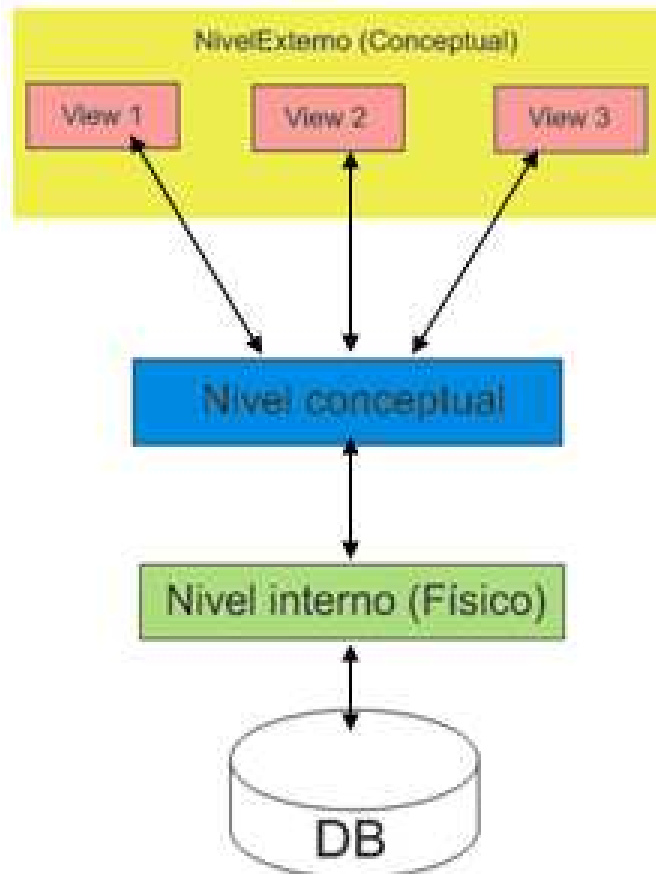 NivelExterno (Conceptual)
View 1
View 2
View 3
Nivel conceptual
Nivel interno (Físico)
DB